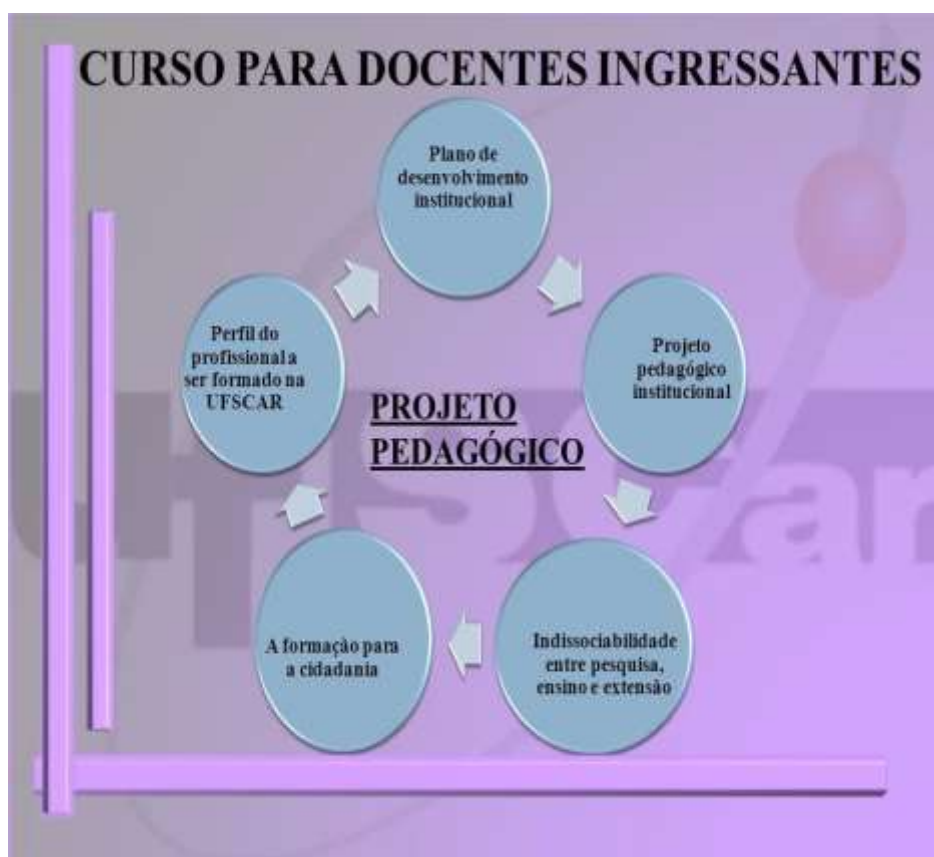 CURSO PARA DOCENTES INGRESSANTES
Plano de
desenvolvimento
institucional
Projeto
pedagógico
institucional
Indissociabilidade
entre pesquisa,
ensino e extensão
A formação para
a cidadania
Perfil do
profissional a
ser formado na
UFSCAR
PROJETO
PEDAGÓGICO
UFSCar